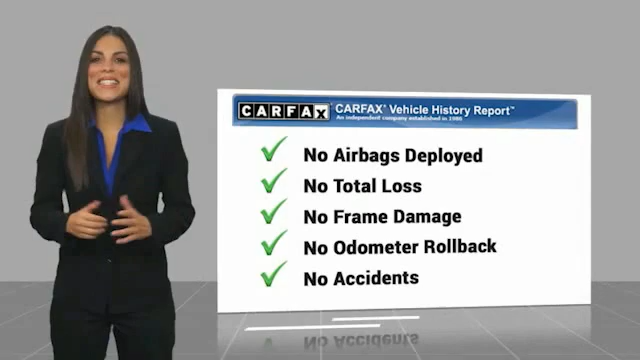 CARFAX CARFAX® Vehicle History Report™
An independent company established in 1986
No Airbags Deployed
No Total Loss
No Frame Damage
No Odometer Rollback
No Accidents